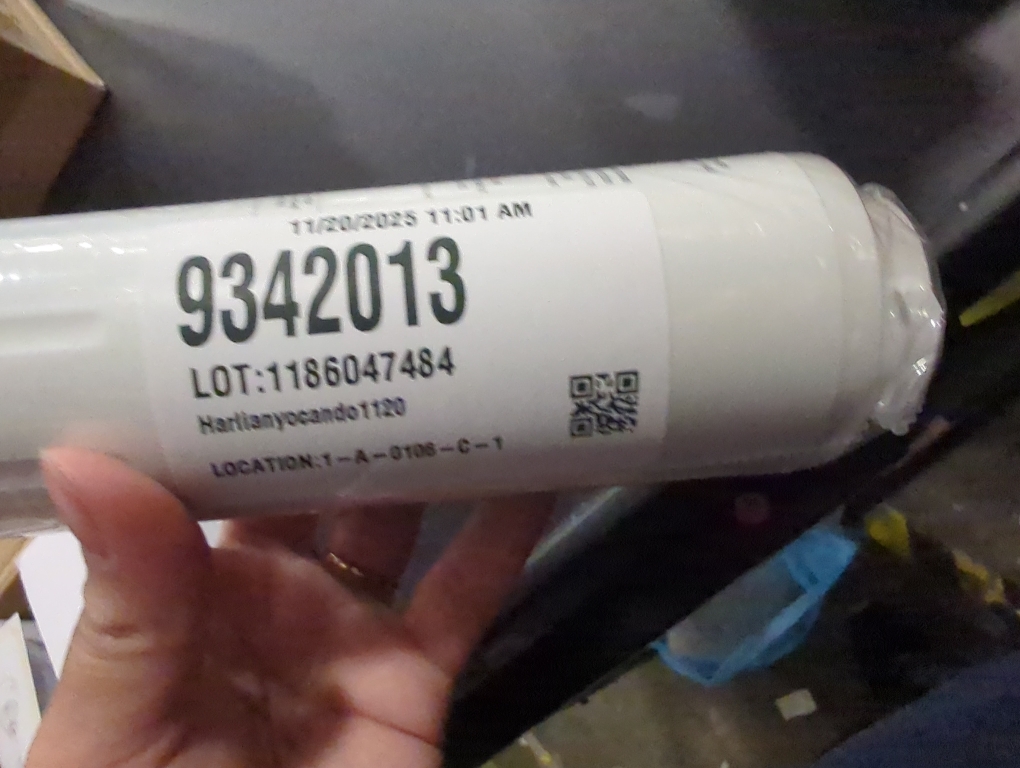 11/20/2025 11:01 AM
9342013
LOT:1186047484
Harlianyocando1120
LOCATION:1-A-0106-C-1